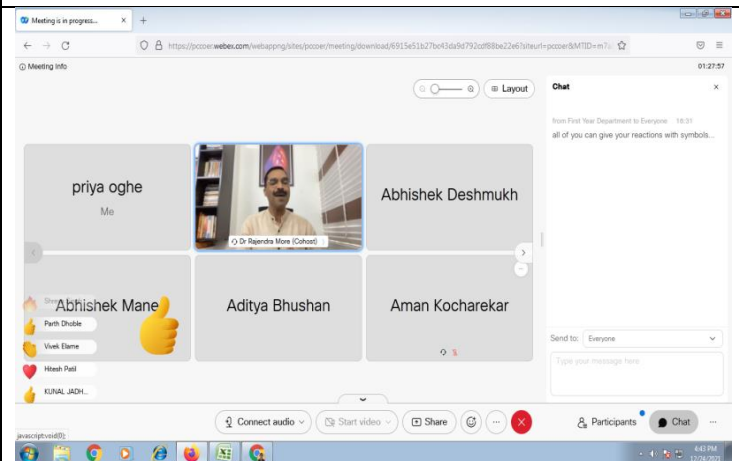 Meeting is in progress...
https://pccoer.webex.com/webappng/sites/pccoer/meeting/download/6915e51b27bc43da9d792cdf88be22e6?siteurl=pccoer&MTID=m7
Meeting Info
01:27:57
Layout
Chat
from First Year Department to Everyone 16:31
all of you can give your reactions with symbols...
priya oghe
Me
Dr Rajendra More (Cohost)
Abhishek Deshmukh
Abhishek Mane
Aditya Bhushan
Aman Kocharekar
Parth Dhoble
Vivek Elame
Hitesh Patil
KUNAL JADH...
Send to: Everyone
Type your message here
Connect audio
Start video
Share
Participants
Chat
javascript:void(0);
4:43 PM
12/24/2021